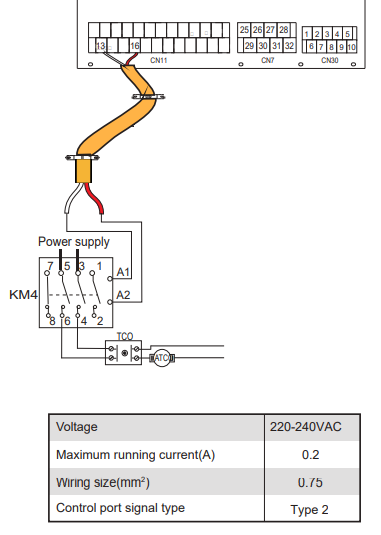 25 26 27 28
1 2 3 4 5
13 16
29 30 31 32
6 7 8 9 10
CN11 CN7 CN30
Power supply
7 5 3 1
A1
KM4
A2
8 6 4 2
TCO
ATC
Voltage 220-240VAC
Maximum running current(A) 0.2
Wiring size(mm²) 0.75
Control port signal type Type 2